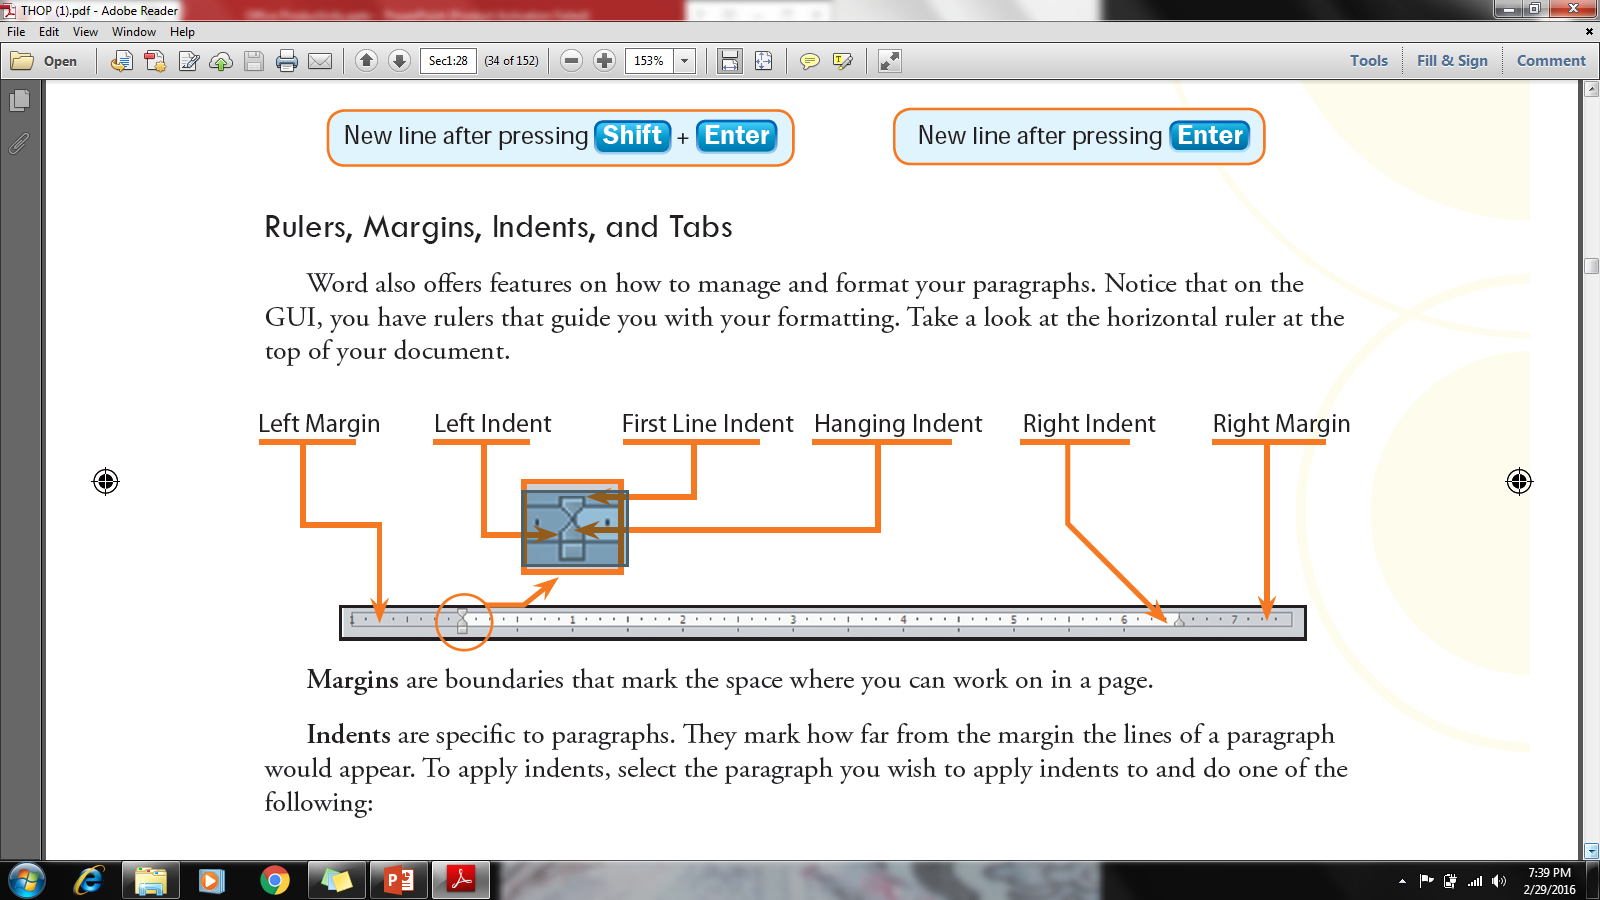 THOP (1).pdf - Adobe Reader
File Edit View Window Help
Open Sec1:28 (34 of 152) 153% Tools Fill & Sign Comment
New line after pressing Shift + Enter
New line after pressing Enter
Rulers, Margins, Indents, and Tabs
Word also offers features on how to manage and format your paragraphs. Notice that on the
GUI, you have rulers that guide you with your formatting. Take a look at the horizontal ruler at the
top of your document.
Left Margin Left Indent First Line Indent Hanging Indent Right Indent Right Margin
1 1 2 3 4 5 6 7
Margins are boundaries that mark the space where you can work on in a page.
Indents are specific to paragraphs. They mark how far from the margin the lines of a paragraph
would appear. To apply indents, select the paragraph you wish to apply indents to and do one of the
following:
7:39 PM
2/29/2016